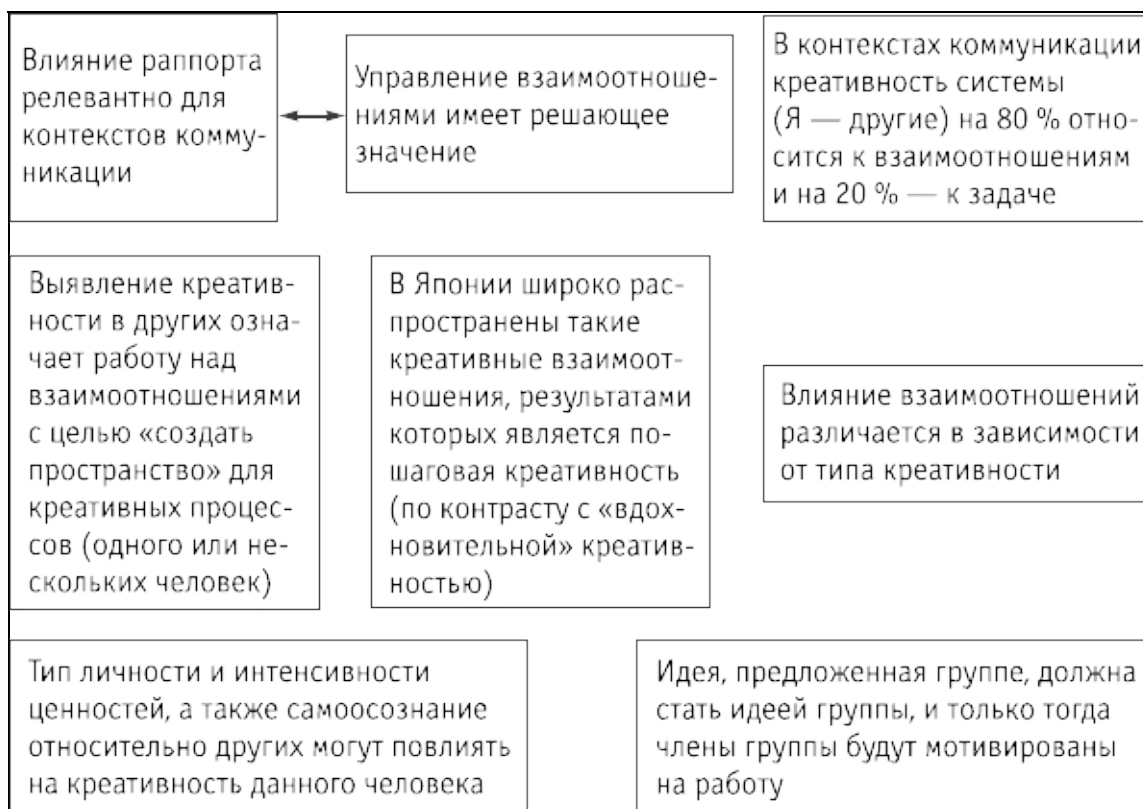 Влияние раппорта
релевантно для
контекстов комму-
никации
Управление взаимоотноше-
ниями имеет решающее
значение
В контекстах коммуникации
креативность системы
(Я — другие) на 80 % отно-
сится к взаимоотношениям
и на 20 % — к задаче
Выявление креатив-
ности в других озна-
чает работу над
взаимоотношениями
с целью «создать
пространство» для
креативных процес-
сов (одного или не-
скольких человек)
В Японии широко рас-
пространены такие
креативные взаимоот-
ношения, результатами
которых является по-
шаговая креативность
(по контрасту с «вдох-
новительной» креатив-
ностью)
Влияние взаимоотношений
различается в зависимости
от типа креативности
Тип личности и интенсивности
ценностей, а также самоосознание
относительно других могут повлиять
на креативность данного человека
Идея, предложенная группе, должна
стать идеей группы, и только тогда
члены группы будут мотивированы
на работу